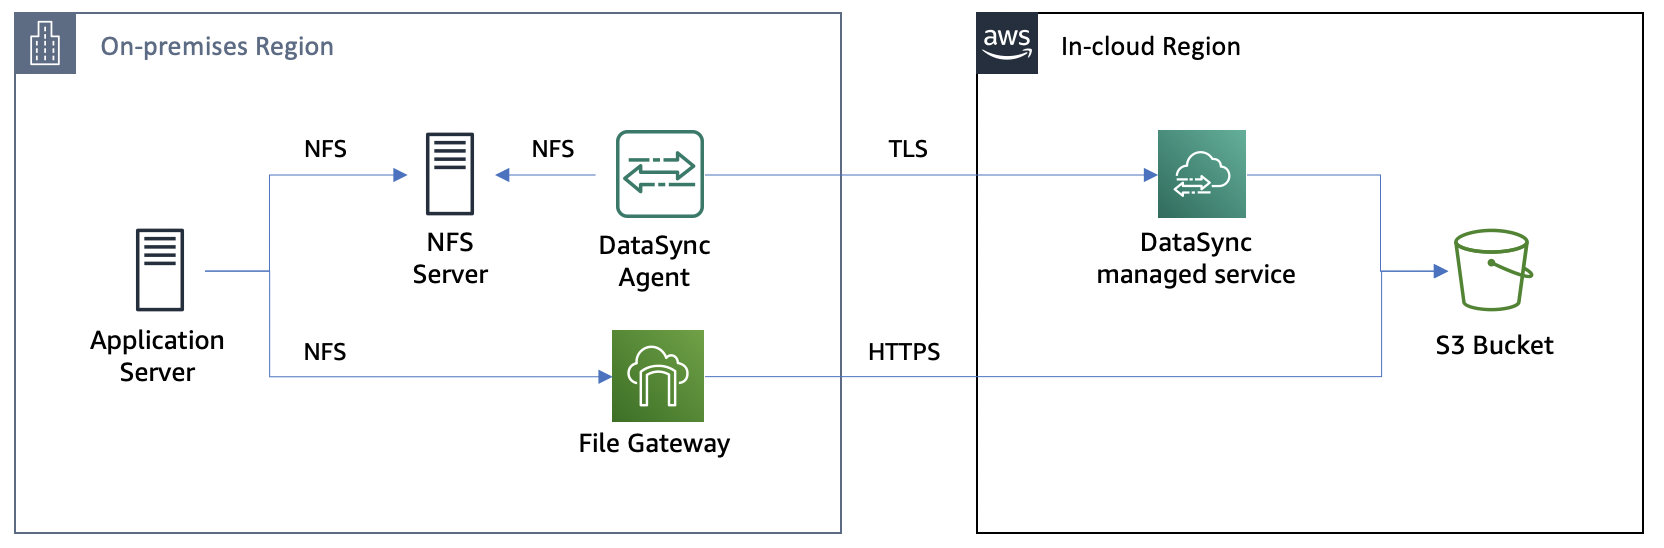 On-premises Region
aws
In-cloud Region
NFS
NFS
TLS
NFS
Server
DataSync
Agent
DataSync
managed service
Application
Server
NFS
HTTPS
S3 Bucket
File Gateway